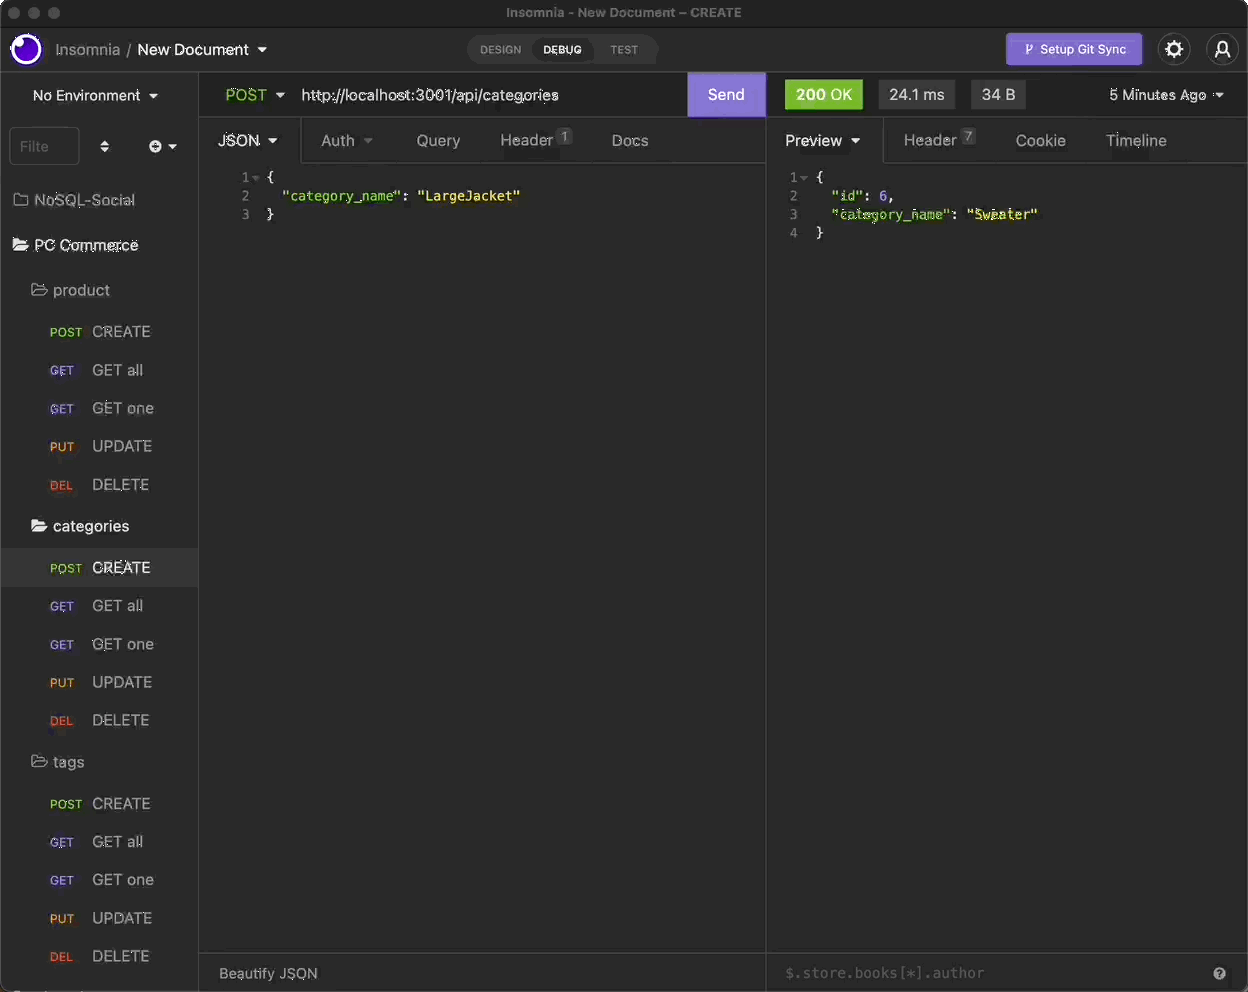 Insomnia - New Document – CREATE
Insomnia / New Document
DESIGN DEBUG TEST
Setup Git Sync
No Environment
POST http://localhost:3001/api/categories Send
200 OK 24.1 ms 34 B 5 Minutes Ago
Filte
JSON Auth Query Header 1 Docs
Preview Header 7 Cookie Timeline
1 {
2 "category_name": "LargeJacket"
3 }
1 {
2 "id": 6,
3 "category_name": "Sweater"
4 }
NoSQL-Social
PC Commerce
product
POST CREATE
GET GET all
GET GET one
PUT UPDATE
DEL DELETE
categories
POST CREATE
GET GET all
GET GET one
PUT UPDATE
DEL DELETE
tags
POST CREATE
GET GET all
GET GET one
PUT UPDATE
DEL DELETE
Beautify JSON
$.store.books[*].author